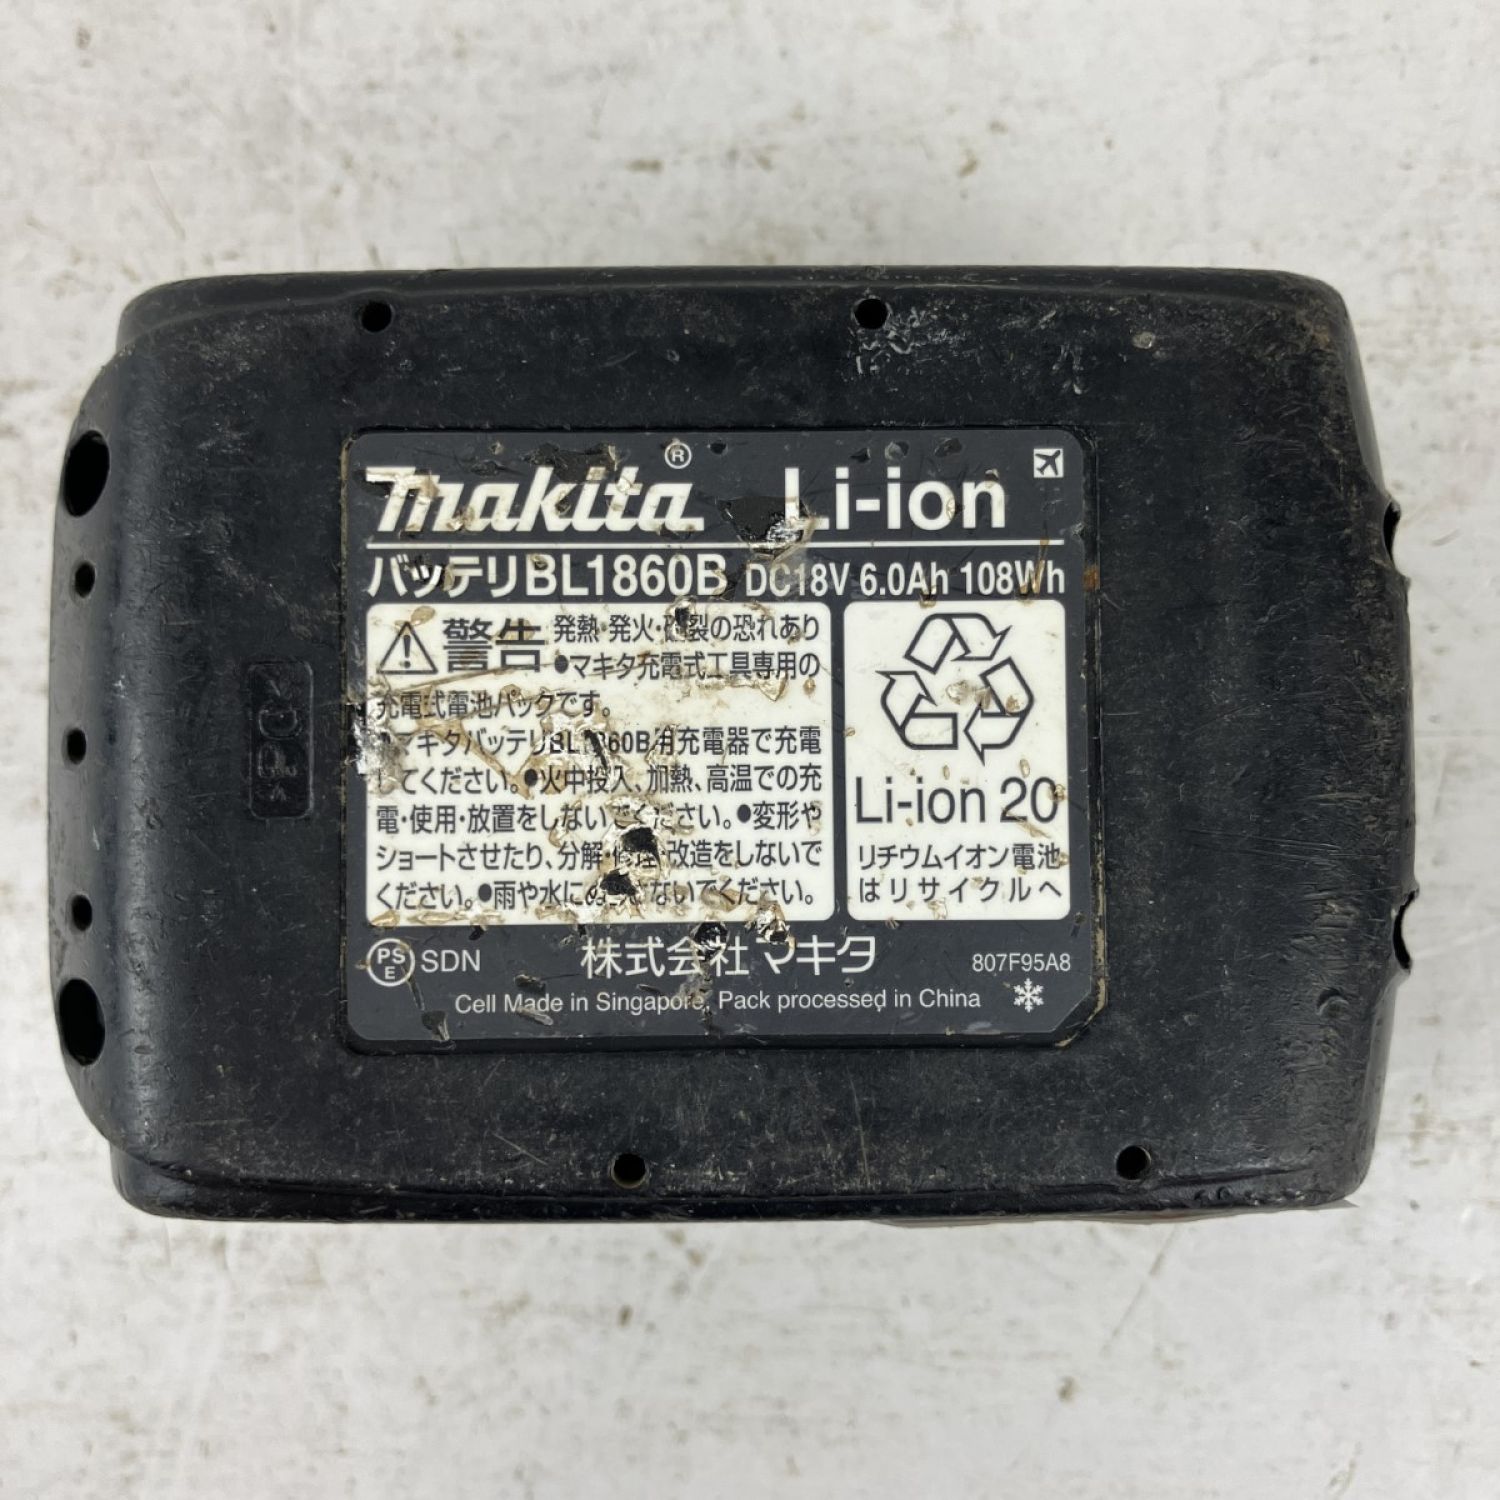 makita® Li-ion
バッテリBL1860B DC18V 6.0Ah 108Wh
警告 発熱・発火・破裂の恐れあり
●マキタ充電式工具専用の
充電式電池パックです。
●マキタバッテリBL1860B用充電器で充電
してください。●火中投入、加熱、高温での充
電・使用・放置をしないでください。●変形や
ショートさせたり、分解・修理・改造をしないで
ください。●雨や水にぬらさないでください。
Li-ion 20
リチウムイオン電池
はリサイクルへ
PS
E
SDN 株式会社マキタ 807F95A8
Cell Made in Singapore, Pack processed in China